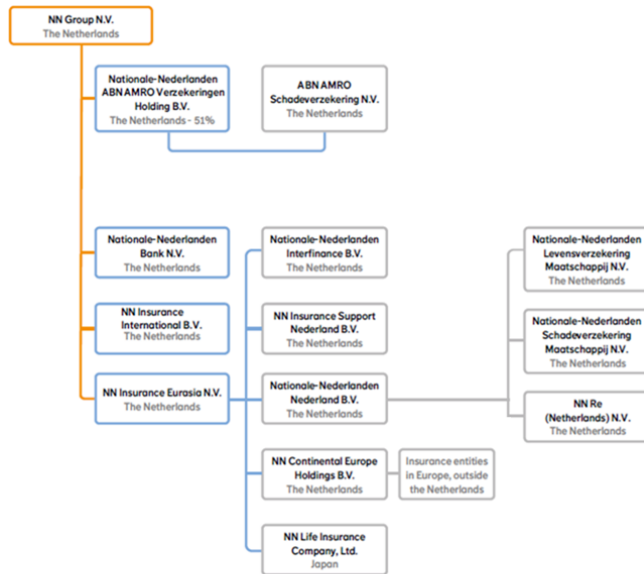 NN Group N.V.
The Netherlands
Nationale-Nederlanden
ABN AMRO Verzekeringen
Holding B.V.
The Netherlands - 51%
ABN AMRO
Schadeverzekering N.V.
The Netherlands
Nationale-Nederlanden
Bank N.V.
The Netherlands
Nationale-Nederlanden
Interfinance B.V.
The Netherlands
Nationale-Nederlanden
Levensverzekering
Maatschappij N.V.
The Netherlands
NN Insurance
International B.V.
The Netherlands
NN Insurance Support
Nederland B.V.
The Netherlands
Nationale-Nederlanden
Schadeverzekering
Maatschappij N.V.
The Netherlands
NN Insurance Eurasia N.V.
The Netherlands
Nationale-Nederlanden
Nederland B.V.
The Netherlands
NN Re
(Netherlands) N.V.
The Netherlands
NN Continental Europe
Holdings B.V.
The Netherlands
Insurance entities
in Europe, outside
the Netherlands
NN Life Insurance
Company, Ltd.
Japan